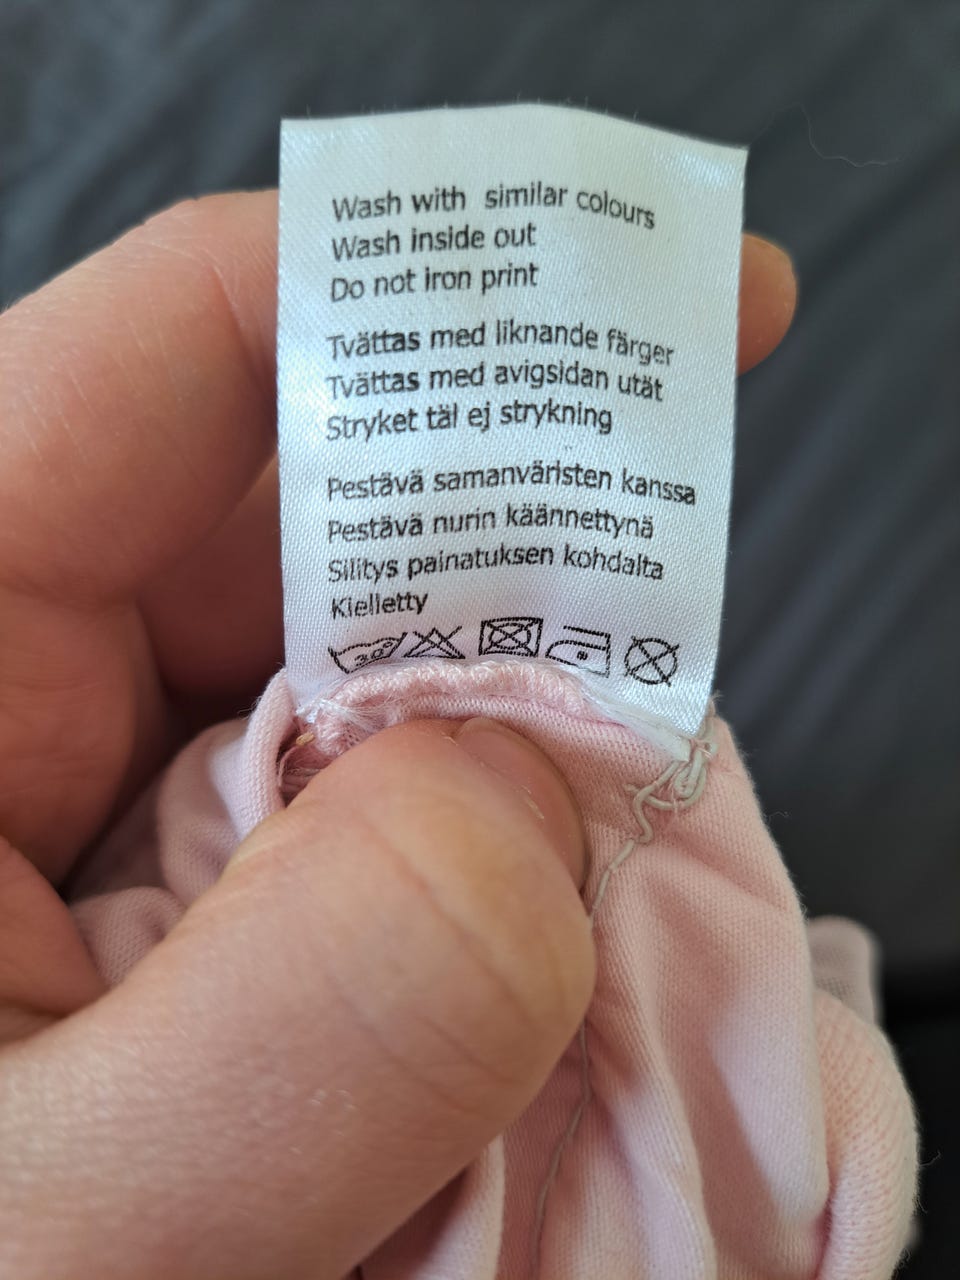 Wash with similar colours
Wash inside out
Do not iron print
Tvättas med liknande färger
Tvättas med avigsidan utåt
Strykket täl ej strykning
Pestävä samanväristen kanssa
Pestävä nurin käännettynä
Silitys painatuksen kohdalta
Kielletty
30°